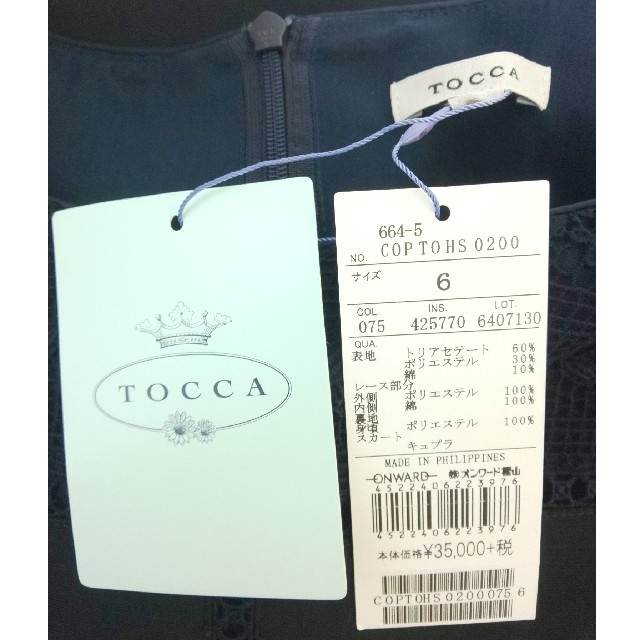 TOCCA
TOCCA
664-5
NO. COPTOHS0200
サイズ 6
COL. INS. LOT.
075 425770 6407130
QUA.
表地 トリアセテート 60%
ポリエステル 30%
綿 10%
レース部分
外側 ポリエステル 100%
内側 綿 100%
裏地
身頃 ポリエステル 100%
スカート
キュプラ
MADE IN PHILIPPINES
ONWARD ㈱オンワード樫山
4522406223976
4522406223976
本体価格¥35,000+税
COPTOHS0200075 6